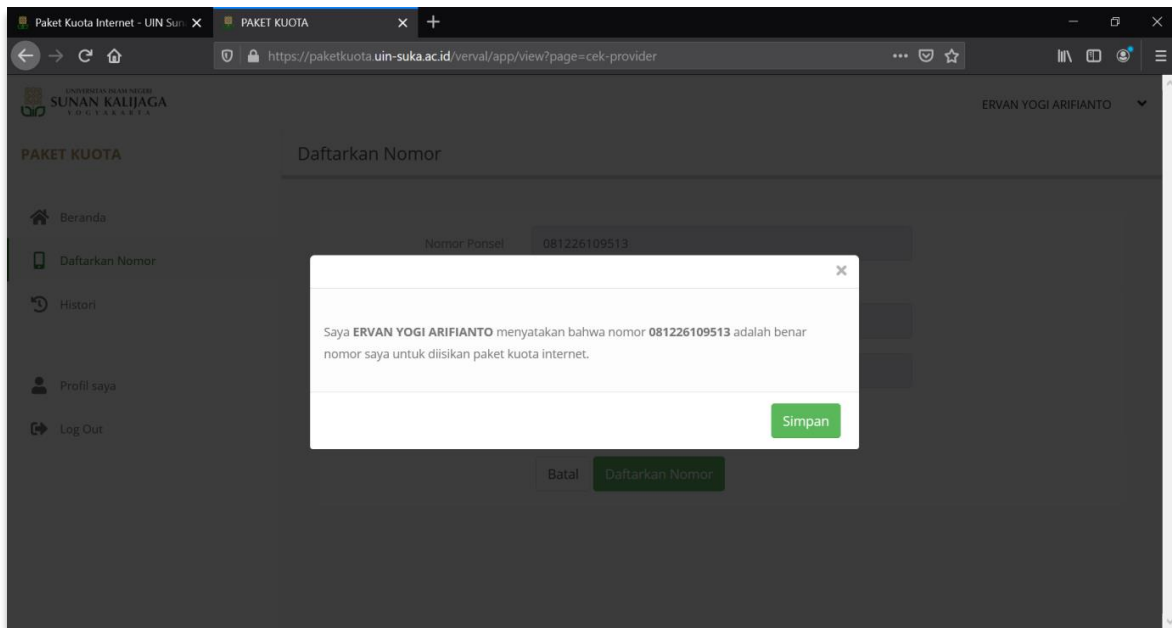 Paket Kuota Internet - UIN Sun
PAKET KUOTA
https://paketkuota.uin-suka.ac.id/verval/app/view?page=cek-provider
UNIVERSITAS ISLAM NEGERI
SUNAN KALIJAGA
YOGYAKARTA
ERVAN YOGI ARIFIANTO
PAKET KUOTA
Daftarkan Nomor
Beranda
Daftarkan Nomor
Histori
Profil saya
Log Out
Nomor Ponsel 081226109513
Saya ERVAN YOGI ARIFIANTO menyatakan bahwa nomor 081226109513 adalah benar
nomor saya untuk diisikan paket kuota internet.
Simpan
Batal Daftarkan Nomor